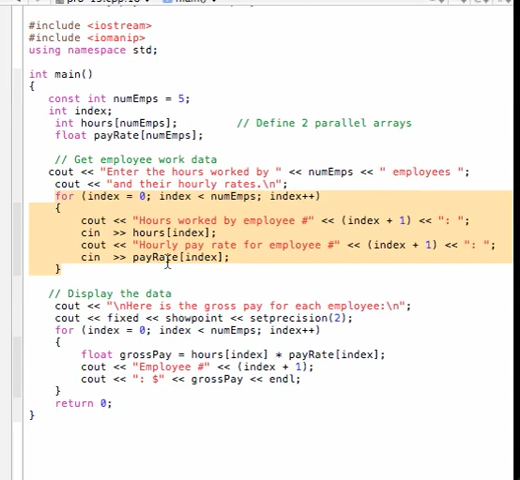 #include <iostream>
#include <iomanip>
using namespace std;
int main()
{
const int numEmps = 5;
int index;
int hours[numEmps]; // Define 2 parallel arrays
float payRate[numEmps];
// Get employee work data
cout << "Enter the hours worked by " << numEmps << " employees ";
cout << "and their hourly rates.\n";
for (index = 0; index < numEmps; index++)
{
cout << "Hours worked by employee #" << (index + 1) << ": ";
cin >> hours[index];
cout << "Hourly pay rate for employee #" << (index + 1) << ": ";
cin >> payRate[index];
}
// Display the data
cout << "\nHere is the gross pay for each employee:\n";
cout << fixed << showpoint << setprecision(2);
for (index = 0; index < numEmps; index++)
{
float grossPay = hours[index] * payRate[index];
cout << "Employee #" << (index + 1);
cout << ": $" << grossPay << endl;
}
return 0;
}